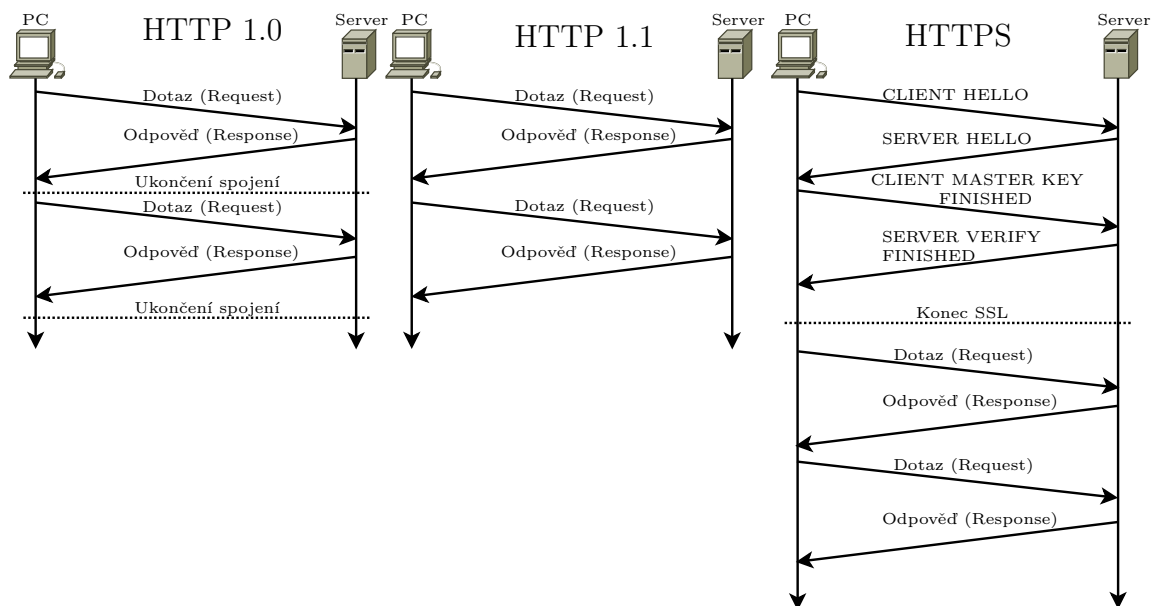 PC
HTTP 1.0
Server
Dotaz (Request)
Odpověď (Response)
Ukončení spojení
Dotaz (Request)
Odpověď (Response)
Ukončení spojení
PC
HTTP 1.1
Server
Dotaz (Request)
Odpověď (Response)
Dotaz (Request)
Odpověď (Response)
PC
HTTPS
Server
CLIENT HELLO
SERVER HELLO
CLIENT MASTER KEY
FINISHED
SERVER VERIFY
FINISHED
Konec SSL
Dotaz (Request)
Odpověď (Response)
Dotaz (Request)
Odpověď (Response)